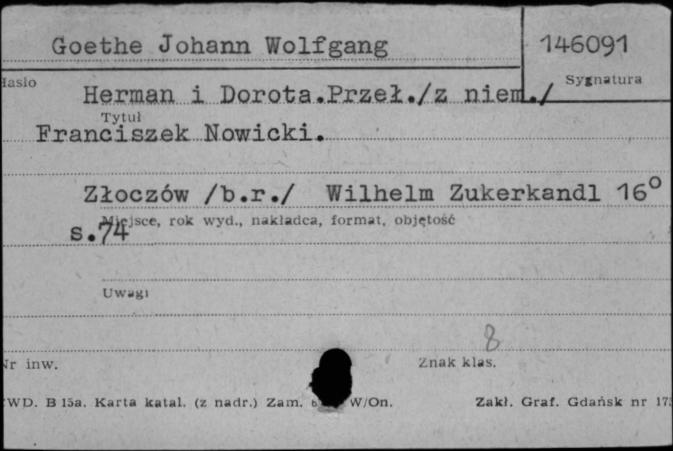 Goethe Johann Wolfgang 146091
Hasło Sygnatura
Herman i Dorota.Przeł./z niem./
Tytuł
Franciszek Nowicki.
Złoczów /b.r./ Wilhelm Zukerkandl 16°
Miejsce, rok wyd., nakładca, format, objętość
s.74
Uwagi
8
Nr inw. Znak klas.
WD. B 15a. Karta katal. (z nadr.) Zam. W/On. Zakł. Graf. Gdańsk nr